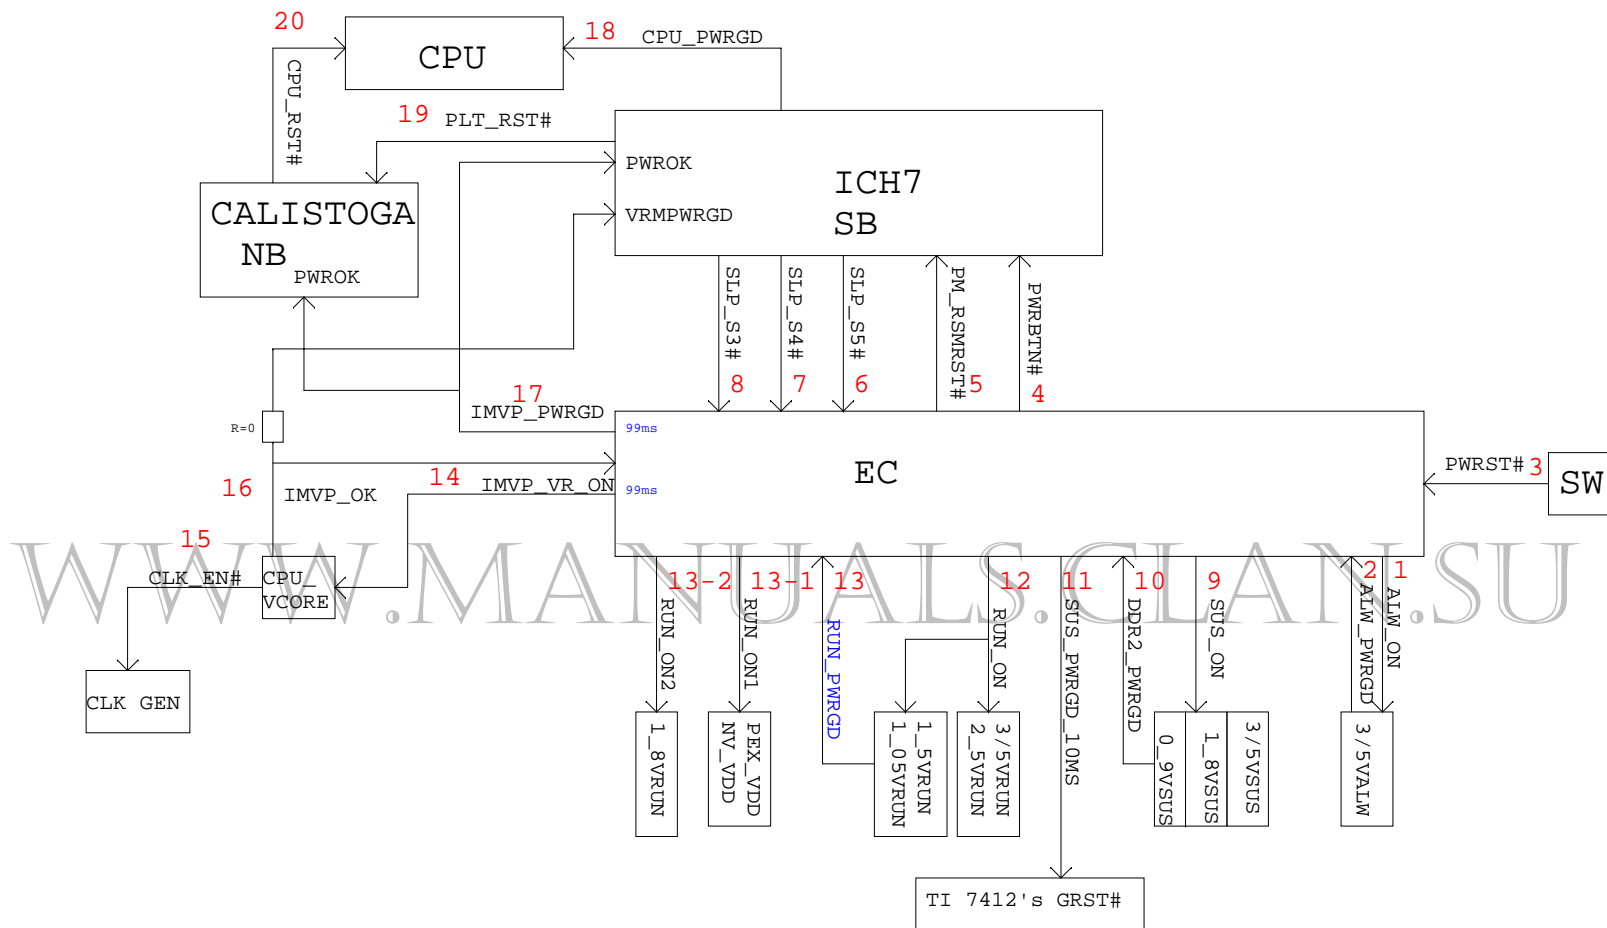 20
18
CPU_PWRGD
CPU
CPU_RST#
19
PLT_RST#
PWROK
ICH7
SB
VRMPWRGD
CALISTOGA
NB
PWROK
SLP_S3#
SLP_S4#
SLP_S5#
PM_RSMRST#
PWRBTN#
8
7
6
5
4
17
IMVP_PWRGD
99ms
R=0
EC
PWRST#
3
SW
14
IMVP_VR_ON
99ms
16
IMVP_OK
15
CLK_EN#
CPU_
VCORE
CLK GEN
WWW.MANUALS.CLAN.SU
13-2
13-1
13
12
11
10
9
2
1
RUN_ON2
RUN_ON1
RUN_PWRGD
RUN_ON
SUS_PWRGD_10MS
DDR2_PWRGD
SUS_ON
ALW_PWRGD
ALW_ON
1_8VRUN
PEX_VDD
NV_VDD
1_5VRUN
1_05VRUN
3/5VRUN
2_5VRUN
0_9VSUS
1_8VSUS
3/5VSUS
3/5VALW
TI 7412's GRST#